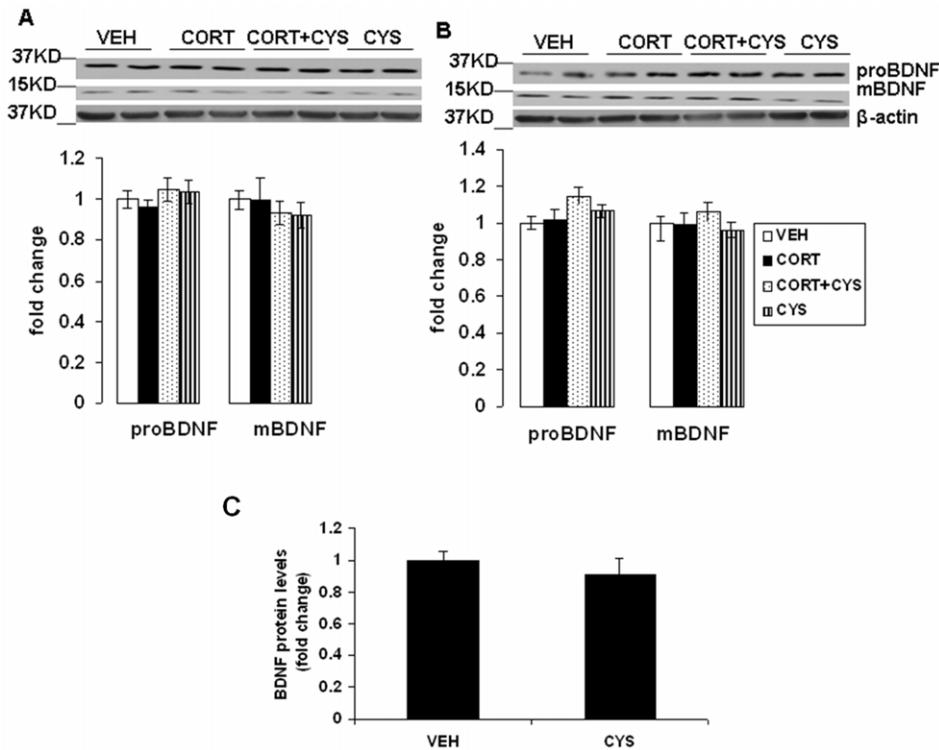 A
VEH CORT CORT+CYS CYS
37KD
15KD
37KD
1.2
1
0.8
0.6
0.4
0.2
0
fold change
proBDNF mBDNF
B
VEH CORT CORT+CYS CYS
37KD
proBDNF
15KD
mBDNF
37KD
β-actin
1.4
1.2
1
0.8
0.6
0.4
0.2
0
fold change
proBDNF mBDNF
VEH
CORT
CORT+CYS
CYS
C
1.2
1
0.8
0.6
0.4
0.2
0
BDNF protein levels
(fold change)
VEH CYS